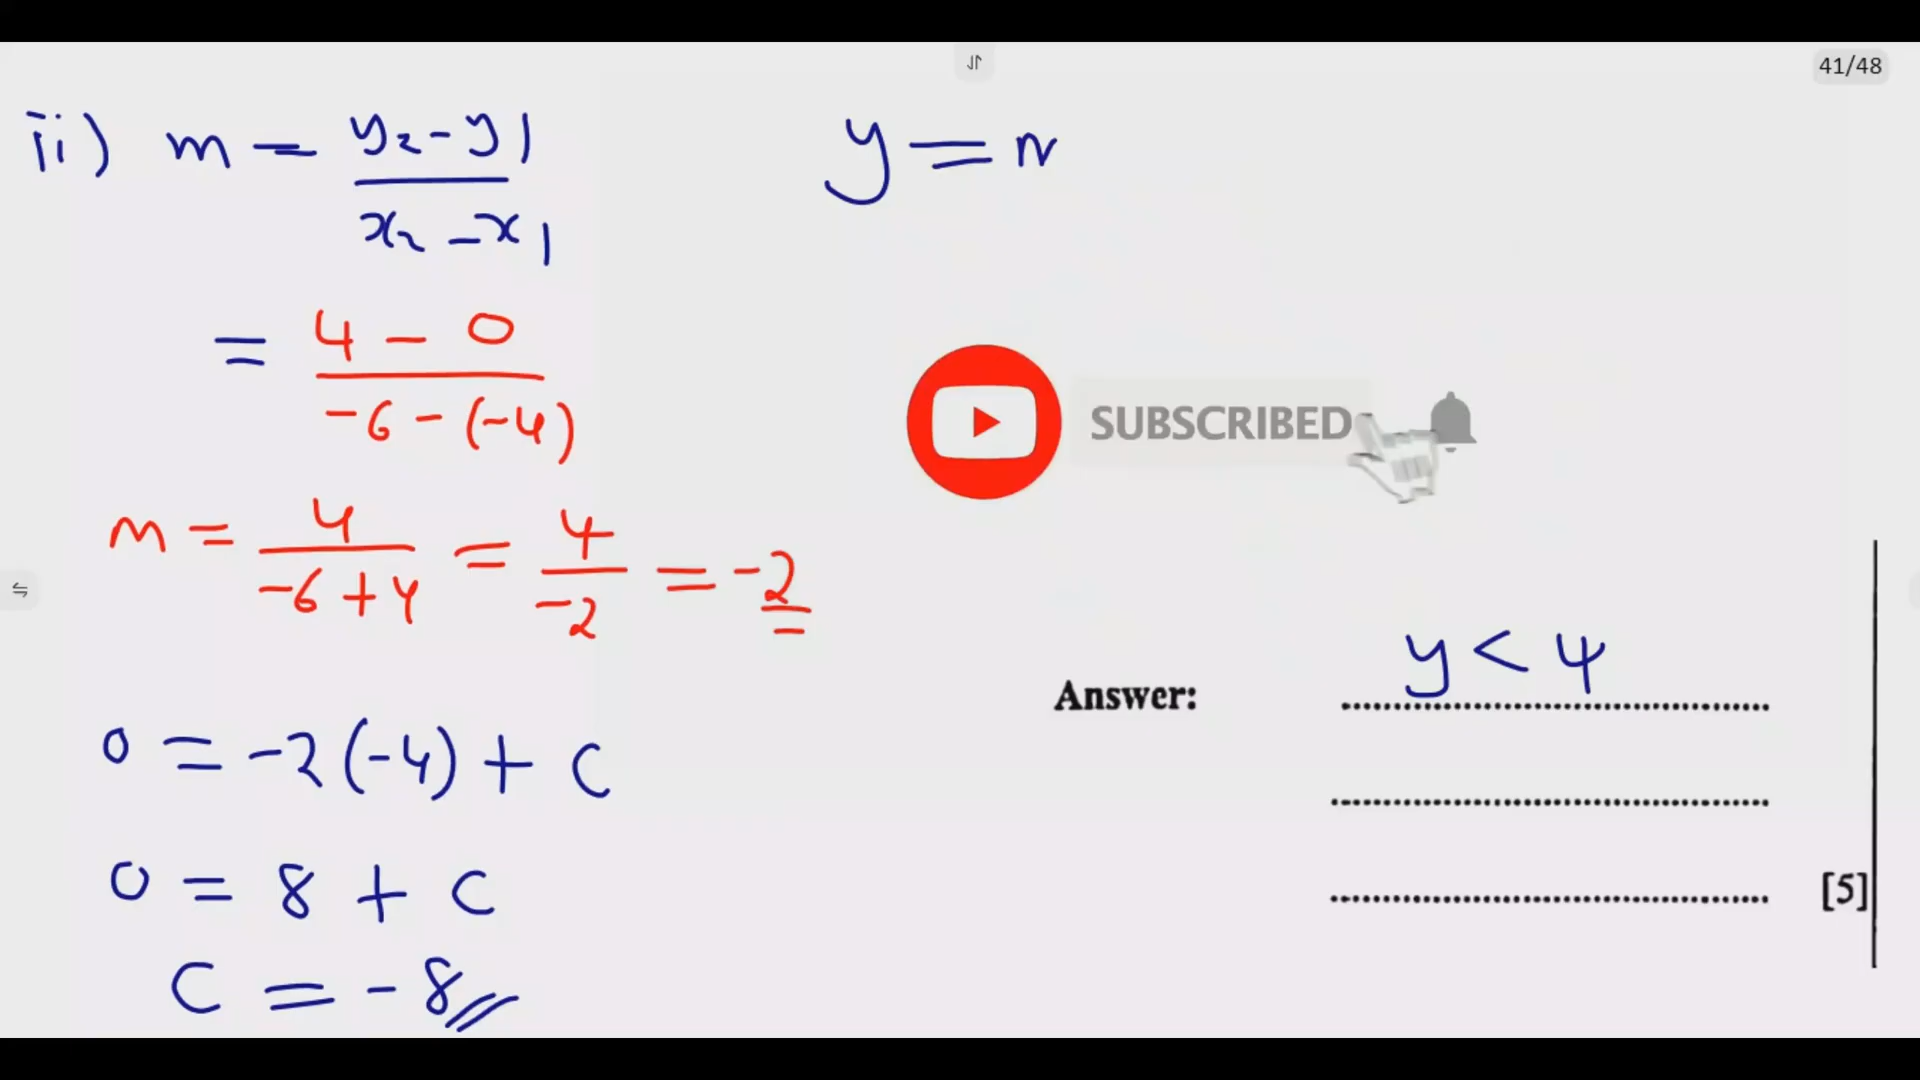 41/48
ii) m = y₂ - y1 / x₂ - x1
= 4 - 0 / -6 - (-4)
m = 4 / -6 + 4 = 4 / -2 = -2
0 = -2(-4) + c
0 = 8 + c
c = -8
y = m
SUBSCRIBED
y < 4
Answer:
[5]